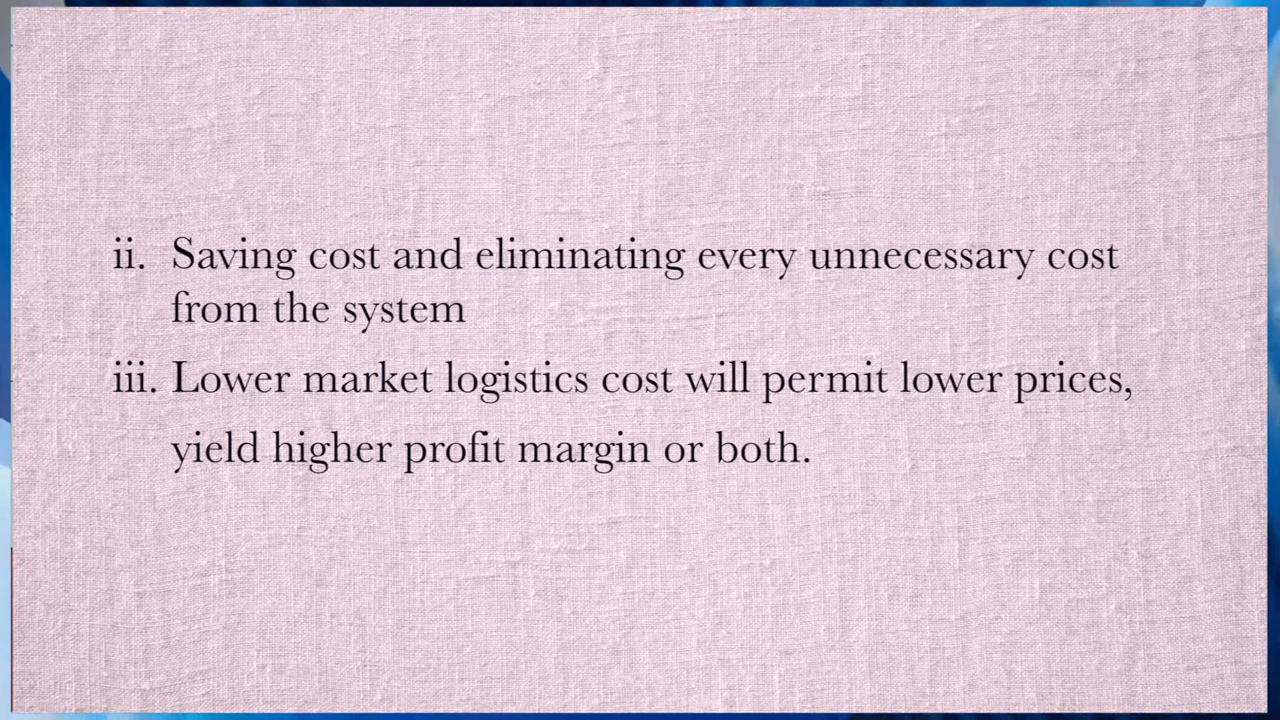 ii. Saving cost and eliminating every unnecessary cost
from the system
iii. Lower market logistics cost will permit lower prices,
yield higher profit margin or both.